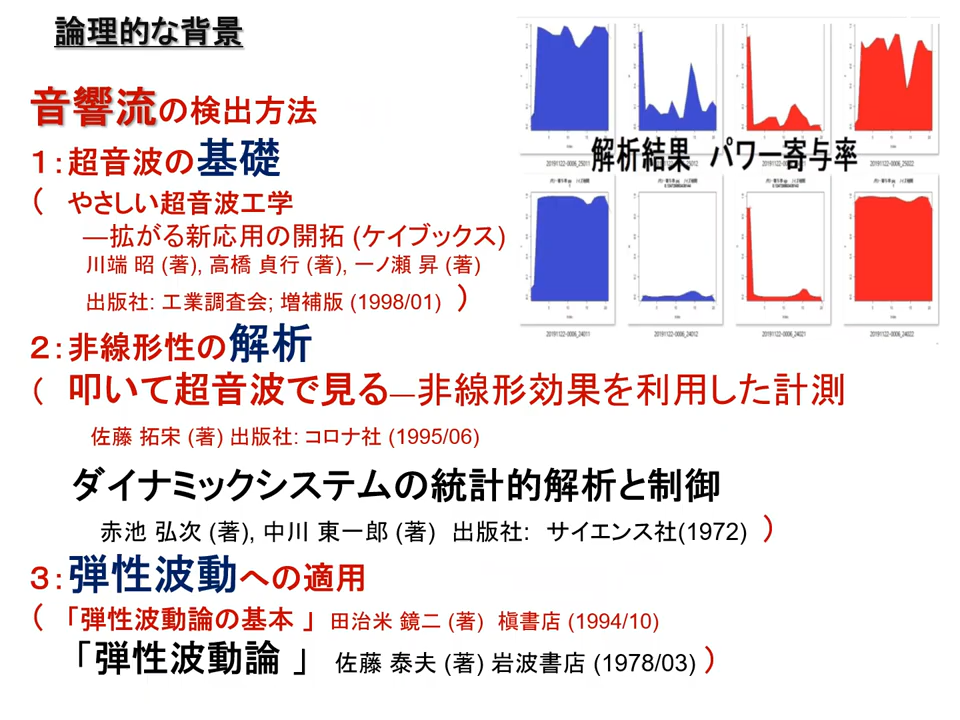 論理的な背景
音響流の検出方法
1：超音波の基礎
( やさしい超音波工学
―拡がる新応用の開拓 (ケイブックス)
川端 昭 (著), 高橋 貞行 (著), 一ノ瀬 昇 (著)
出版社: 工業調査会; 増補版 (1998/01) )
2：非線形性の解析
( 叩いて超音波で見る―非線形効果を利用した計測
佐藤 拓宋 (著) 出版社: コロナ社 (1995/06)
ダイナミックシステムの統計的解析と制御
赤池 弘次 (著), 中川 東一郎 (著) 出版社: サイエンス社(1972) )
3：弾性波動への適用
( 「弾性波動論の基本 」 田治米 鏡二 (著) 槇書店 (1994/10)
「弾性波動論 」 佐藤 泰夫 (著) 岩波書店 (1978/03) )
解析結果 パワー寄与率
20191122-0006_24011
20191122-0006_24012
20191122-0006_24021
20191122-0006_24022